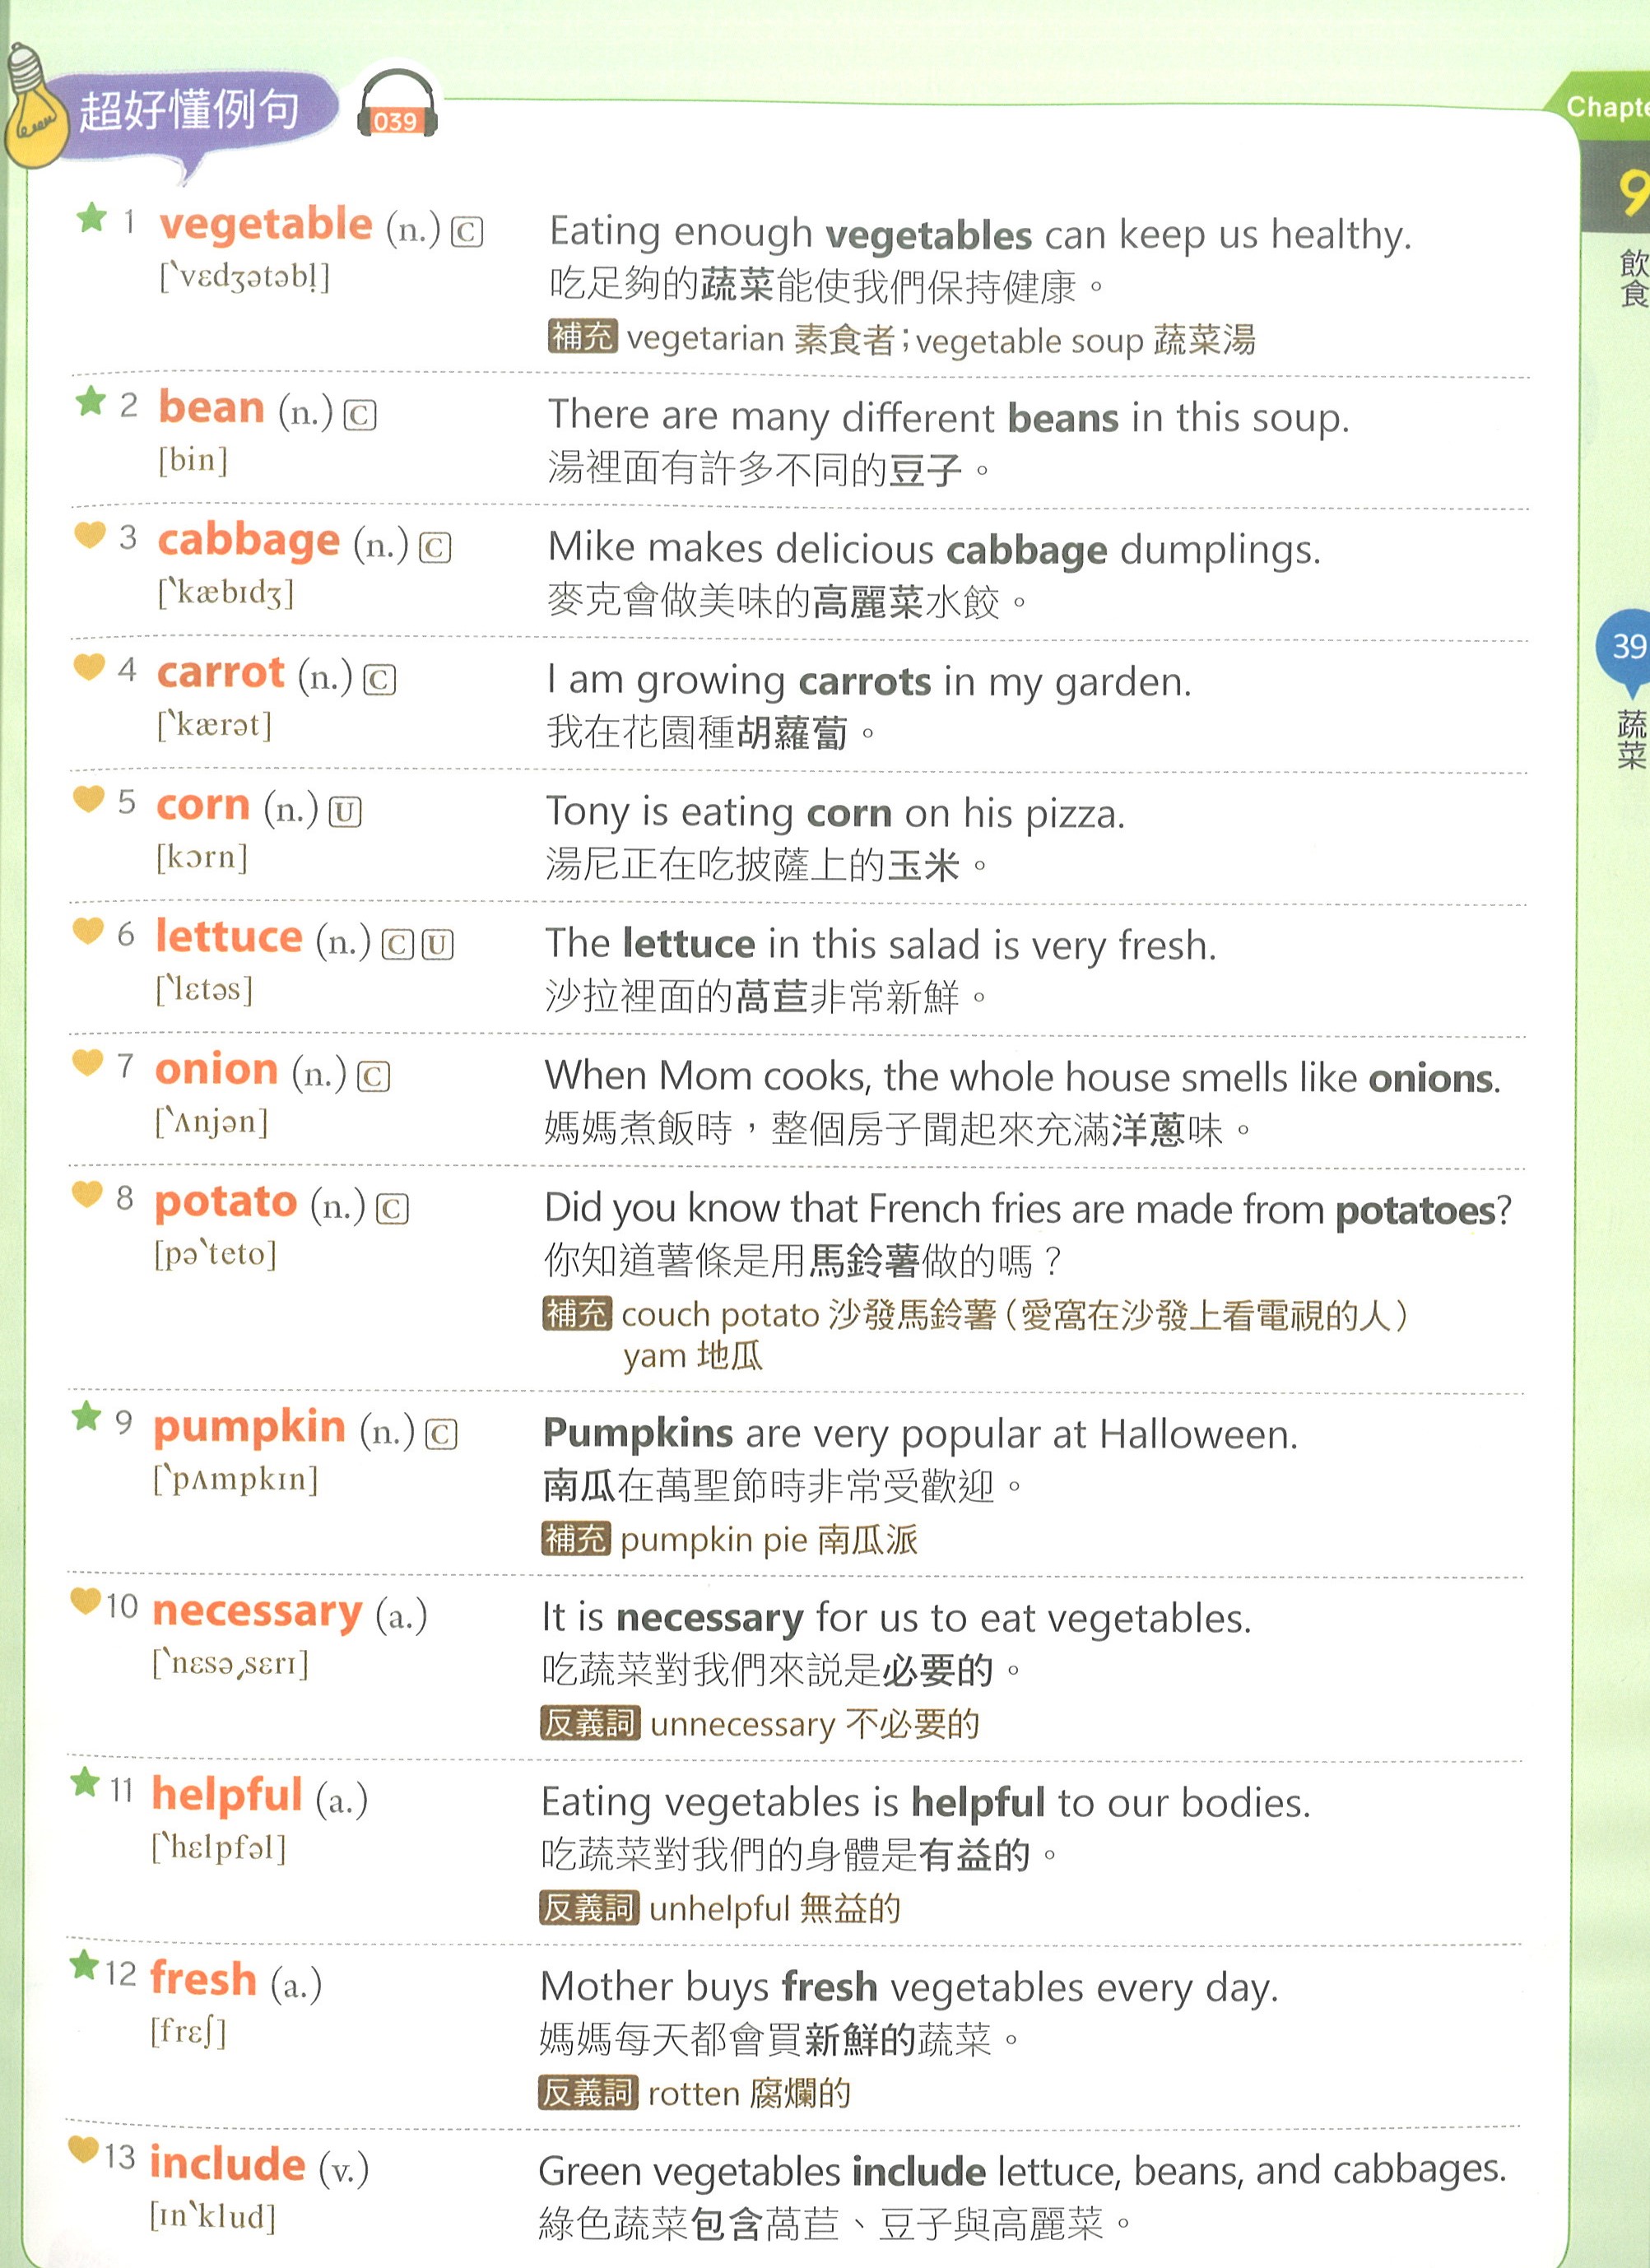 超好懂例句
039
Chapte
9
飲食
39
蔬菜
1 vegetable (n.) C
[ˋvɛdʒətəbḷ]
Eating enough vegetables can keep us healthy.
吃足夠的蔬菜能使我們保持健康。
補充 vegetarian 素食者；vegetable soup 蔬菜湯
2 bean (n.) C
[bin]
There are many different beans in this soup.
湯裡面有許多不同的豆子。
3 cabbage (n.) C
[ˋkæbɪdʒ]
Mike makes delicious cabbage dumplings.
麥克會做美味的高麗菜水餃。
4 carrot (n.) C
[ˋkærət]
I am growing carrots in my garden.
我在花園種胡蘿蔔。
5 corn (n.) U
[kɔrn]
Tony is eating corn on his pizza.
湯尼正在吃披薩上的玉米。
6 lettuce (n.) C U
[ˋlɛtəs]
The lettuce in this salad is very fresh.
沙拉裡面的萵苣非常新鮮。
7 onion (n.) C
[ˋʌnjən]
When Mom cooks, the whole house smells like onions.
媽媽煮飯時，整個房子聞起來充滿洋蔥味。
8 potato (n.) C
[pəˋteto]
Did you know that French fries are made from potatoes?
你知道薯條是用馬鈴薯做的嗎？
補充 couch potato 沙發馬鈴薯（愛窩在沙發上看電視的人）
yam 地瓜
9 pumpkin (n.) C
[ˋpʌmpkɪn]
Pumpkins are very popular at Halloween.
南瓜在萬聖節時非常受歡迎。
補充 pumpkin pie 南瓜派
10 necessary (a.)
[ˋnɛsəˏsɛrɪ]
It is necessary for us to eat vegetables.
吃蔬菜對我們來說是必要的。
反義詞 unnecessary 不必要的
11 helpful (a.)
[ˋhɛlpfəl]
Eating vegetables is helpful to our bodies.
吃蔬菜對我們的身體是有益的。
反義詞 unhelpful 無益的
12 fresh (a.)
[frɛʃ]
Mother buys fresh vegetables every day.
媽媽每天都會買新鮮的蔬菜。
反義詞 rotten 腐爛的
13 include (v.)
[ɪnˋklud]
Green vegetables include lettuce, beans, and cabbages.
綠色蔬菜包含萵苣、豆子與高麗菜。